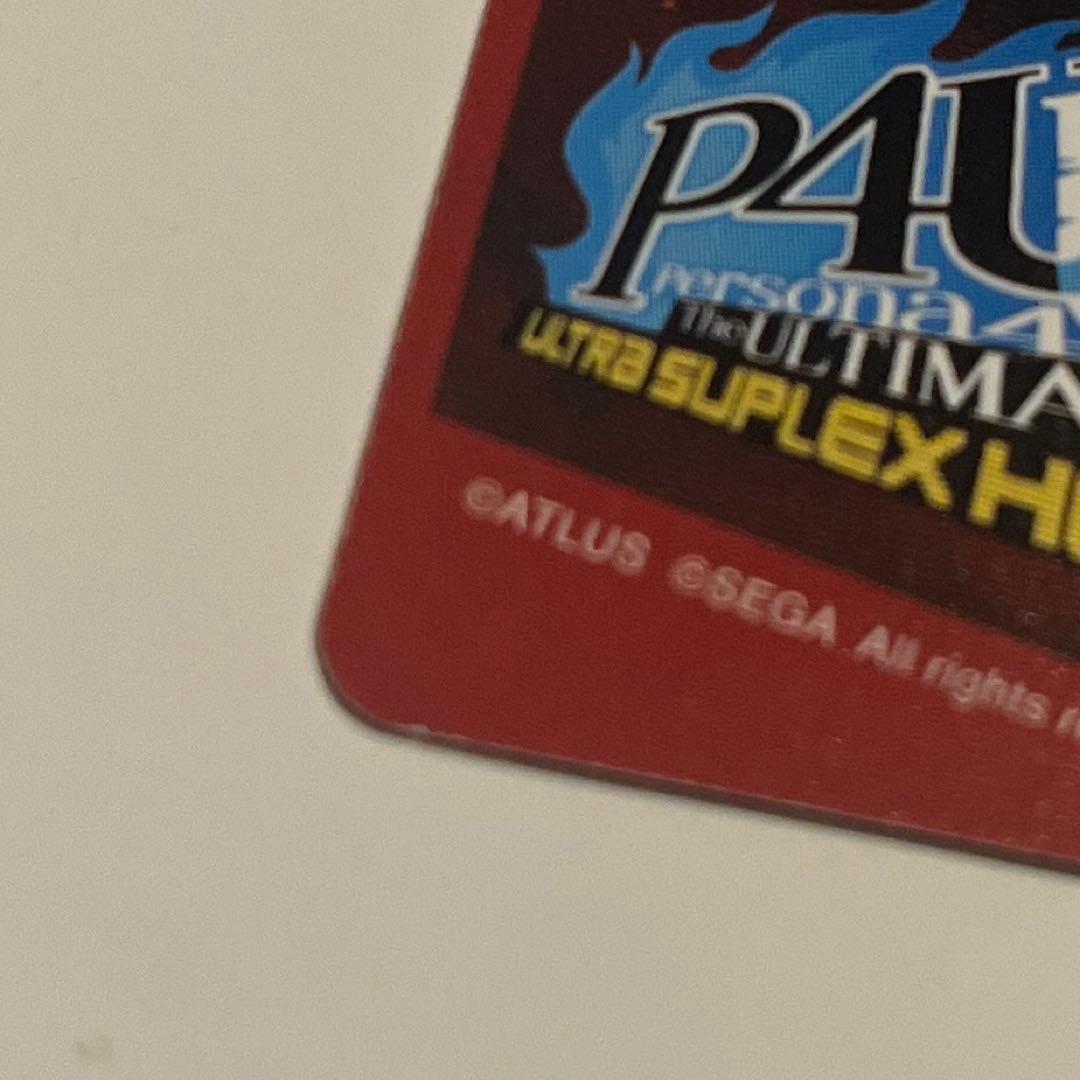 P4U
Persona4
The ULTIMA
ULTRA SUPLEX H
©ATLUS ©SEGA All rights r